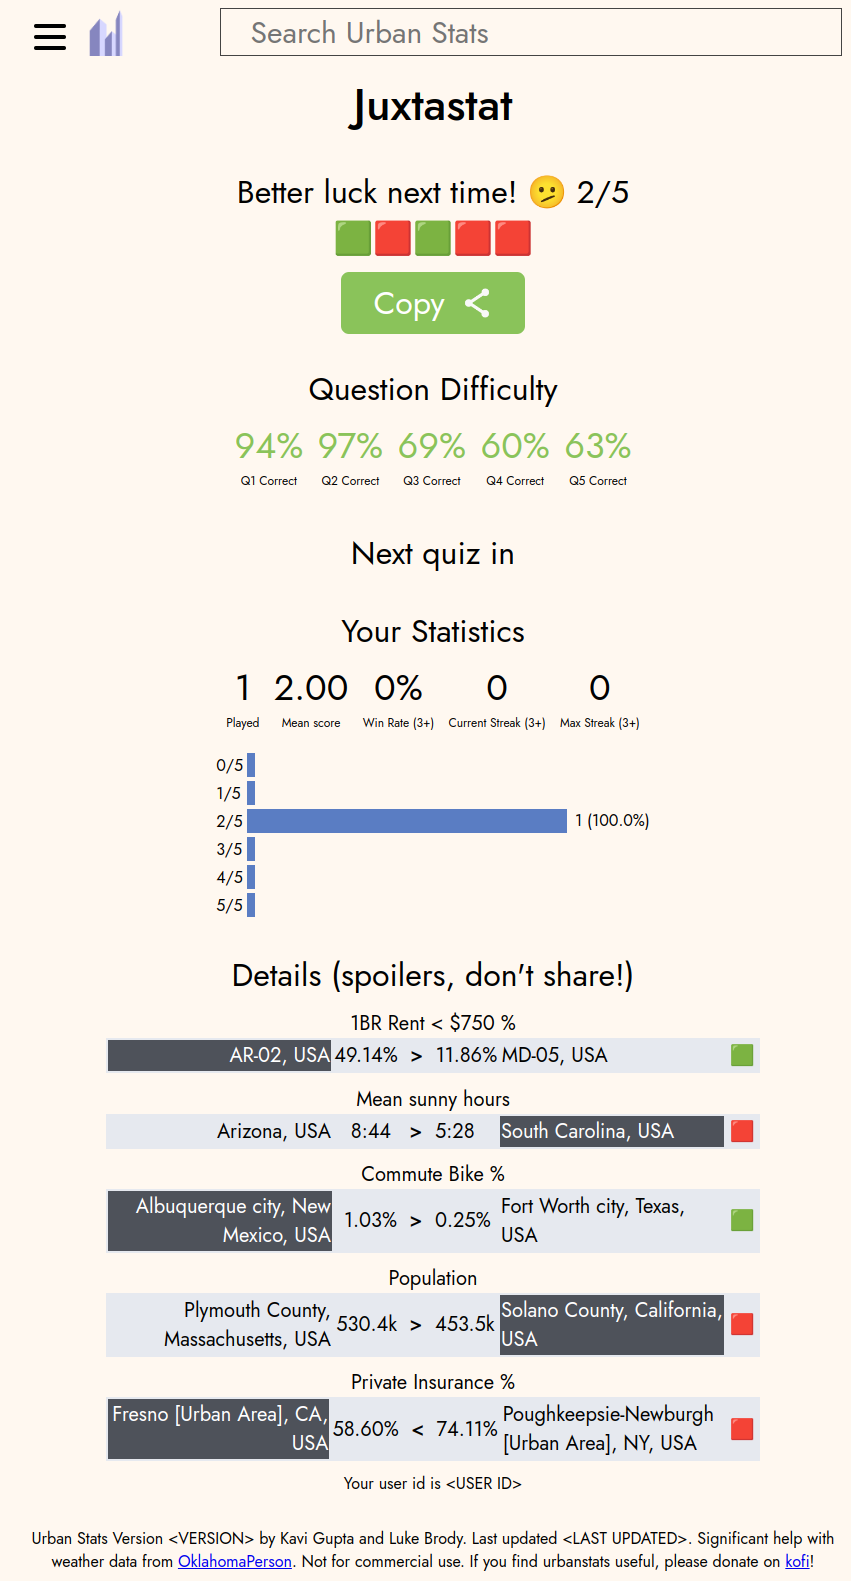 Search Urban Stats
Juxtastat
Better luck next time! 🫤 2/5
🟩🟥🟩🟥🟥
Copy
Question Difficulty
94% 97% 69% 60% 63%
Q1 Correct Q2 Correct Q3 Correct Q4 Correct Q5 Correct
Next quiz in
Your Statistics
1 2.00 0% 0 0
Played Mean score Win Rate (3+) Current Streak (3+) Max Streak (3+)
0/5
1/5
2/5 1 (100.0%)
3/5
4/5
5/5
Details (spoilers, don't share!)
1BR Rent < $750 %
AR-02, USA 49.14% > 11.86% MD-05, USA 🟩
Mean sunny hours
Arizona, USA 8:44 > 5:28 South Carolina, USA 🟥
Commute Bike %
Albuquerque city, New
Mexico, USA
1.03% > 0.25%
Fort Worth city, Texas,
USA
🟩
Population
Plymouth County,
Massachusetts, USA
530.4k > 453.5k
Solano County, California,
USA
🟥
Private Insurance %
Fresno [Urban Area], CA,
USA
58.60% < 74.11%
Poughkeepsie-Newburgh
[Urban Area], NY, USA
🟥
Your user id is <USER ID>
Urban Stats Version <VERSION> by Kavi Gupta and Luke Brody. Last updated <LAST UPDATED>. Significant help with
weather data from OklahomaPerson. Not for commercial use. If you find urbanstats useful, please donate on kofi!